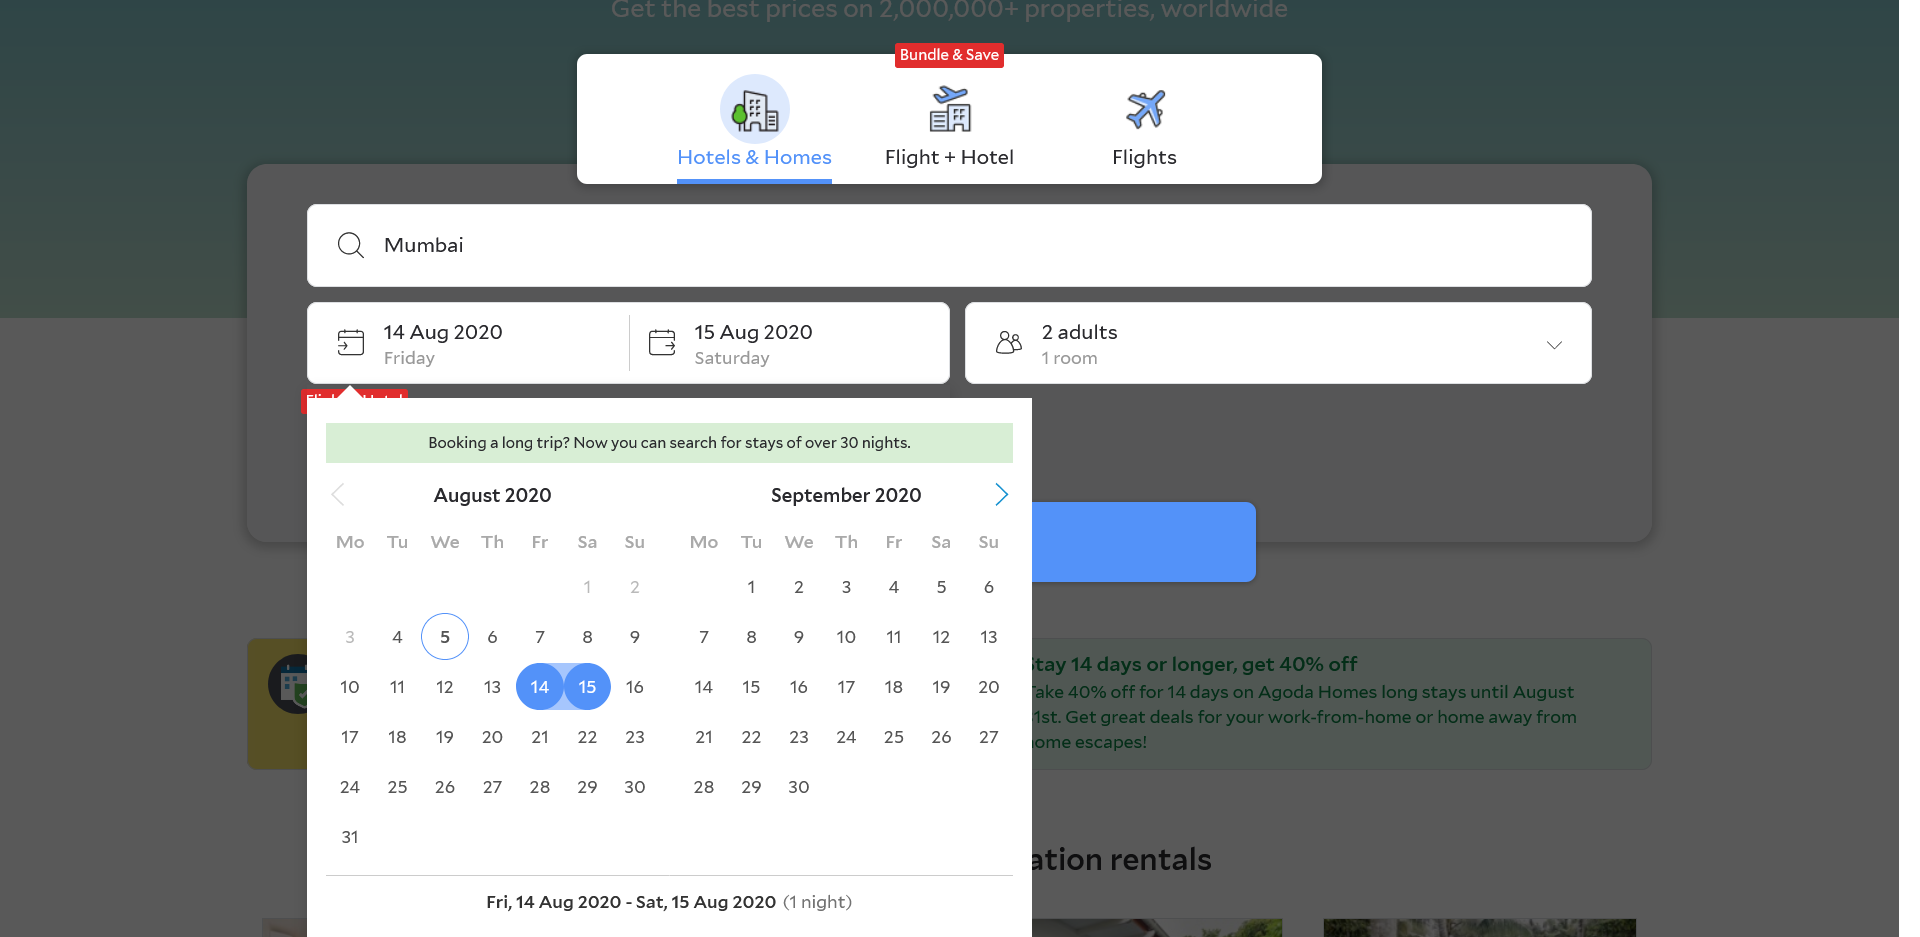 Get the best prices on 2,000,000+ properties, worldwide
Bundle & Save
Hotels & Homes
Flight + Hotel
Flights
Mumbai
14 Aug 2020
Friday
15 Aug 2020
Saturday
2 adults
1 room
Booking a long trip? Now you can search for stays of over 30 nights.
August 2020
September 2020
Mo Tu We Th Fr Sa Su
1 2
3 4 5 6 7 8 9
10 11 12 13 14 15 16
17 18 19 20 21 22 23
24 25 26 27 28 29 30
31
Mo Tu We Th Fr Sa Su
1 2 3 4 5 6
7 8 9 10 11 12 13
14 15 16 17 18 19 20
21 22 23 24 25 26 27
28 29 30
Fri, 14 Aug 2020 - Sat, 15 Aug 2020 (1 night)
Stay 14 days or longer, get 40% off
Take 40% off for 14 days on Agoda Homes long stays until August
1st. Get great deals for your work-from-home or home away from
home escapes!
ation rentals